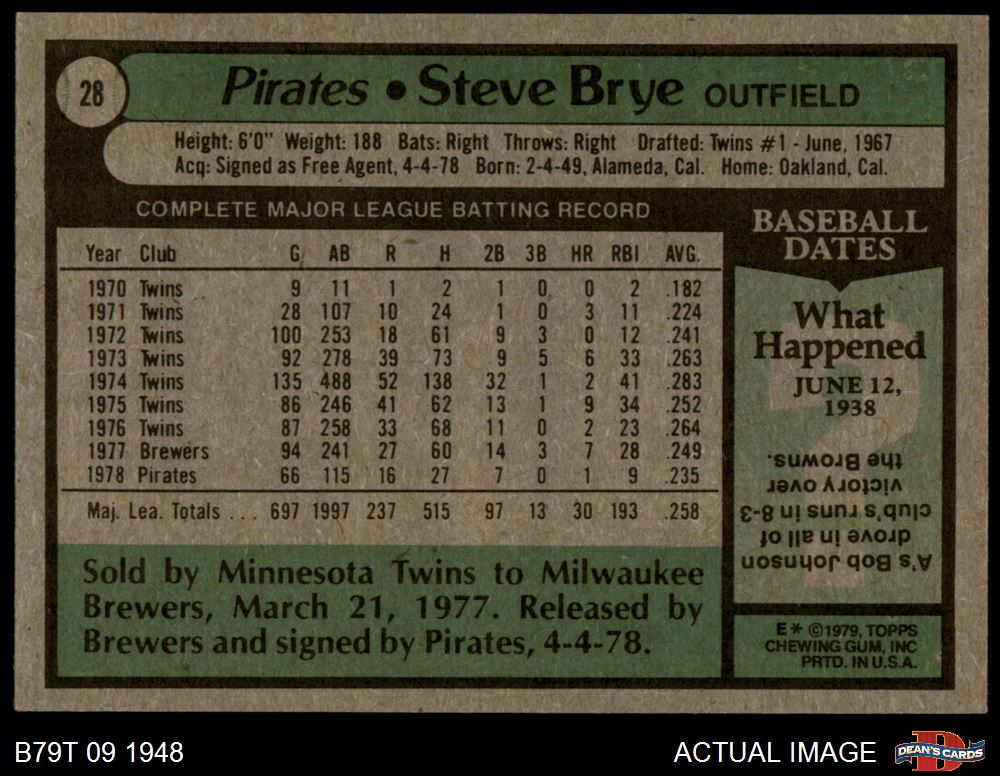 28
Pirates • Steve Brye OUTFIELD
Height: 6'0" Weight: 188 Bats: Right Throws: Right Drafted: Twins #1 - June, 1967
Acq: Signed as Free Agent, 4-4-78 Born: 2-4-49, Alameda, Cal. Home: Oakland, Cal.
COMPLETE MAJOR LEAGUE BATTING RECORD
Year Club G AB R H 2B 3B HR RBI AVG.
1970 Twins 9 11 1 2 1 0 0 2 .182
1971 Twins 28 107 10 24 1 0 3 11 .224
1972 Twins 100 253 18 61 9 3 0 12 .241
1973 Twins 92 278 39 73 9 5 6 33 .263
1974 Twins 135 488 52 138 32 1 2 41 .283
1975 Twins 86 246 41 62 13 1 9 34 .252
1976 Twins 87 258 33 68 11 0 2 23 .264
1977 Brewers 94 241 27 60 14 3 7 28 .249
1978 Pirates 66 115 16 27 7 0 1 9 .235
Maj. Lea. Totals ... 697 1997 237 515 97 13 30 193 .258
Sold by Minnesota Twins to Milwaukee
Brewers, March 21, 1977. Released by
Brewers and signed by Pirates, 4-4-78.
BASEBALL
DATES
What
Happened
JUNE 12,
1938
A's Bob Johnson
drove in all of
club's runs in 8-3
victory over
the Browns.
E* ©1979, TOPPS
CHEWING GUM, INC
PRTD. IN U.S.A.
B79T 09 1948
ACTUAL IMAGE
D
DEAN'S CARDS